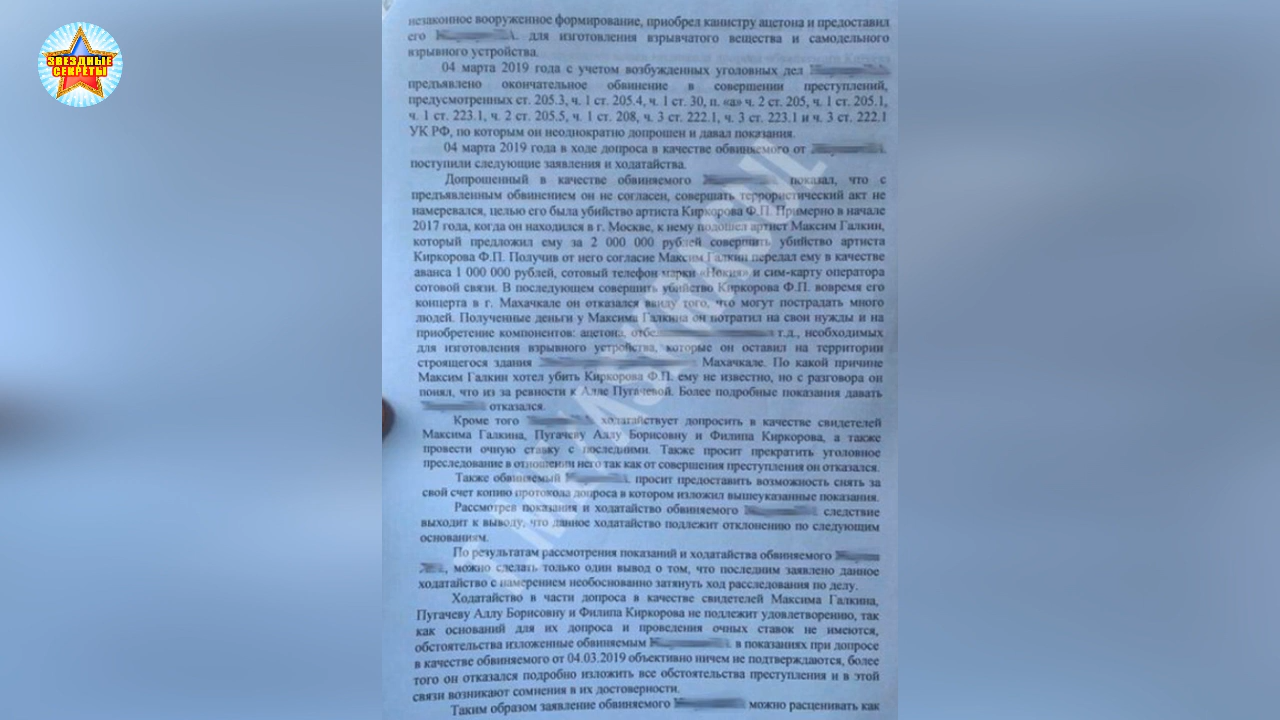 ЗВЕЗДНЫЕ
СЕКРЕТЫ
незаконное вооруженное формирование, приобрел канистру ацетона и предоставил
его для изготовления взрывчатого вещества и самодельного
взрывного устройства.
04 марта 2019 года с учетом возбужденных уголовных дел
предъявлено окончательное обвинение в совершении преступлений,
предусмотренных ст. 205.3, ч. 1 ст. 205.4, ч. 1 ст. 30, п. «а» ч. 2 ст. 205, ч. 1 ст. 205.1,
ч. 1 ст. 223.1, ч. 2 ст. 205.5, ч. 1 ст. 208, ч. 3 ст. 222.1, ч. 3 ст. 223.1 и ч. 3 ст. 222.1
УК РФ, по которым он неоднократно допрошен и давал показания.
04 марта 2019 года в ходе допроса в качестве обвиняемого от
поступили следующие заявления и ходатайства.
Допрошенный в качестве обвиняемого показал, что с
предъявленным обвинением он не согласен, совершать террористический акт не
намеревался, целью его была убийство артиста Киркорова Ф.П. Примерно в начале
2017 года, когда он находился в г. Москве, к нему подошел артист Максим Галкин,
который предложил ему за 2 000 000 рублей совершить убийство артиста
Киркорова Ф.П. Получив от него согласие Максим Галкин передал ему в качестве
аванса 1 000 000 рублей, сотовый телефон марки «Нокия» и сим-карту оператора
сотовой связи. В последующем совершить убийство Киркорова Ф.П. вовремя его
концерта в г. Махачкале он отказался ввиду того, что могут пострадать много
людей. Полученные деньги у Максима Галкина он потратил на свои нужды и на
приобретение компонентов: ацетона, т.д., необходимых
для изготовления взрывного устройства, которые он оставил на территории
строящегося здания Махачкале. По какой причине
Максим Галкин хотел убить Киркорова Ф.П. ему не известно, но с разговора он
понял, что из за ревности к Алле Пугачевой. Более подробные показания давать
отказался.
Кроме того ходатайствует допросить в качестве свидетелей
Максима Галкина, Пугачеву Аллу Борисовну и Филипа Киркорова, а также
провести очную ставку с последними. Также просит прекратить уголовное
преследование в отношении него так как от совершения преступления он отказался.
Также обвиняемый просит предоставить возможность снять за
свой счет копию протокола допроса в котором изложил вышеуказанные показания.
Рассмотрев показания и ходатайство обвиняемого следствие
выходит к выводу, что данное ходатайство подлежит отклонению по следующим
основаниям.
По результатам рассмотрения показаний и ходатайства обвиняемого
можно сделать только один вывод о том, что последним заявлено данное
ходатайство с намерением необоснованно затянуть ход расследования по делу.
Ходатайство в части допроса в качестве свидетелей Максима Галкина,
Пугачеву Аллу Борисовну и Филипа Киркорова не подлежит удовлетворению, так
как оснований для их допроса и проведения очных ставок не имеются,
обстоятельства изложенные обвиняемым в показаниях при допросе
в качестве обвиняемого от 04.03.2019 объективно ничем не подтверждаются, более
того он отказался подробно изложить все обстоятельства преступления и в этой
связи возникают сомнения в их достоверности.
Таким образом заявление обвиняемого можно расценивать как